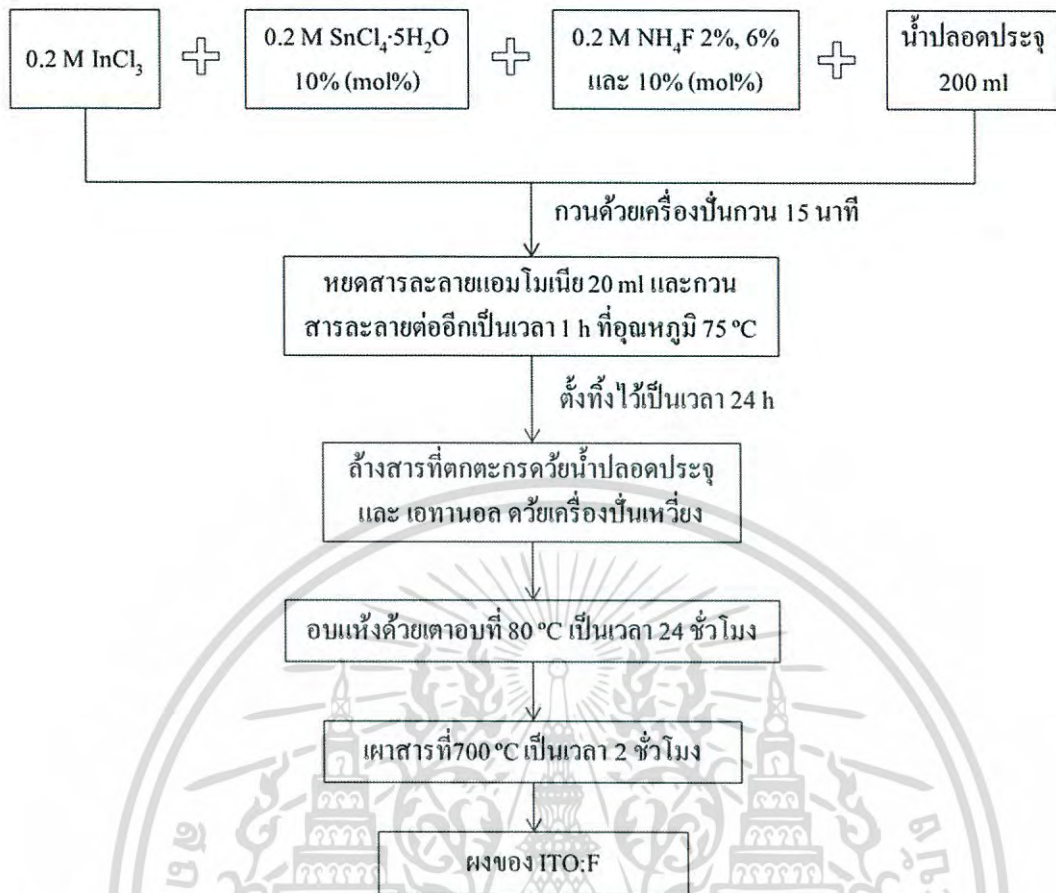 0.2 M InCl₃
0.2 M SnCl₄·5H₂O
10% (mol%)
0.2 M NH₄F 2%, 6%
และ 10% (mol%)
น้ำปลอดประจุ
200 ml
กวนด้วยเครื่องปั่นกวน 15 นาที
หยดสารละลายแอมโมเนีย 20 ml และกวน
สารละลายต่ออีกเป็นเวลา 1 h ที่อุณหภูมิ 75 °C
ตั้งทิ้งไว้เป็นเวลา 24 h
ล้างสารที่ตกตะกรดว้ยน้ำปลอดประจุ
และ เอทานอล ดว้ยเครื่องปั่นเหวี่ยง
อบแห้งด้วยเตาอบที่ 80 °C เป็นเวลา 24 ชั่วโมง
เผาสารที่700 °C เป็นเวลา 2 ชั่วโมง
ผงของ ITO:F